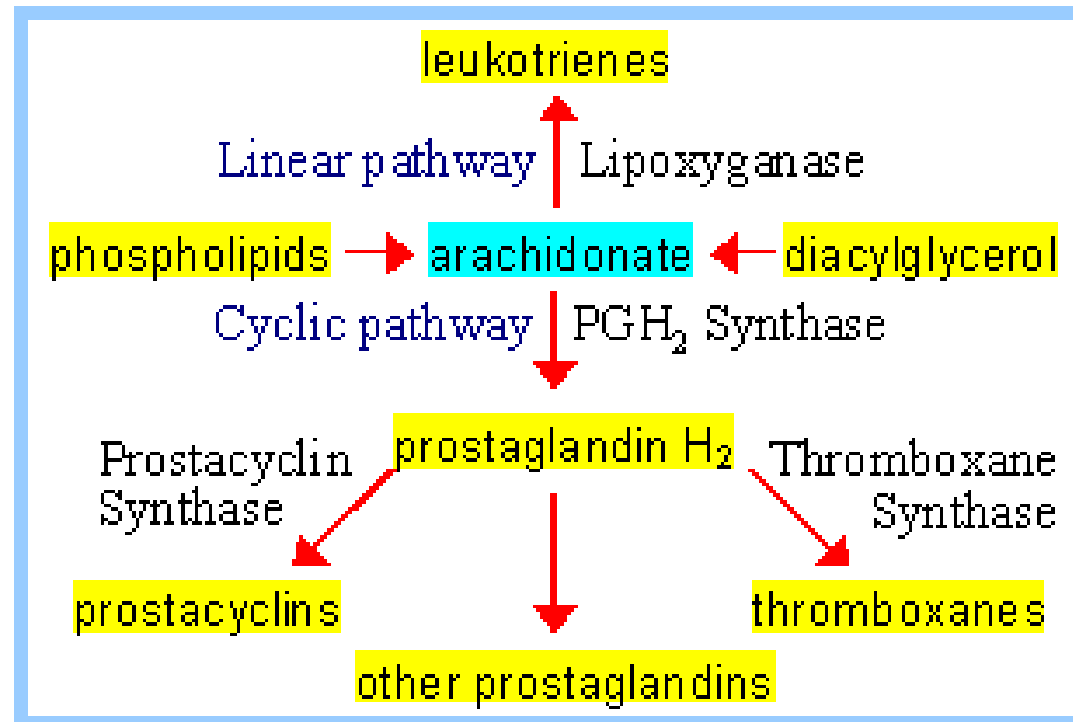 leukotrienes
Linear pathway Lipoxyganase
phospholipids arachidonate diacylglycerol
Cyclic pathway PGH₂ Synthase
prostaglandin H₂
Prostacyclin
Synthase
Thromboxane
Synthase
prostacyclins
thromboxanes
other prostaglandins